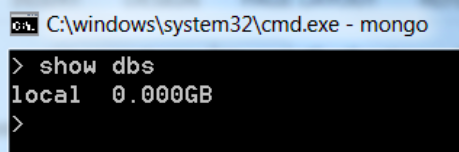 C:\windows\system32\cmd.exe - mongo
> show dbs
local  0.000GB
>